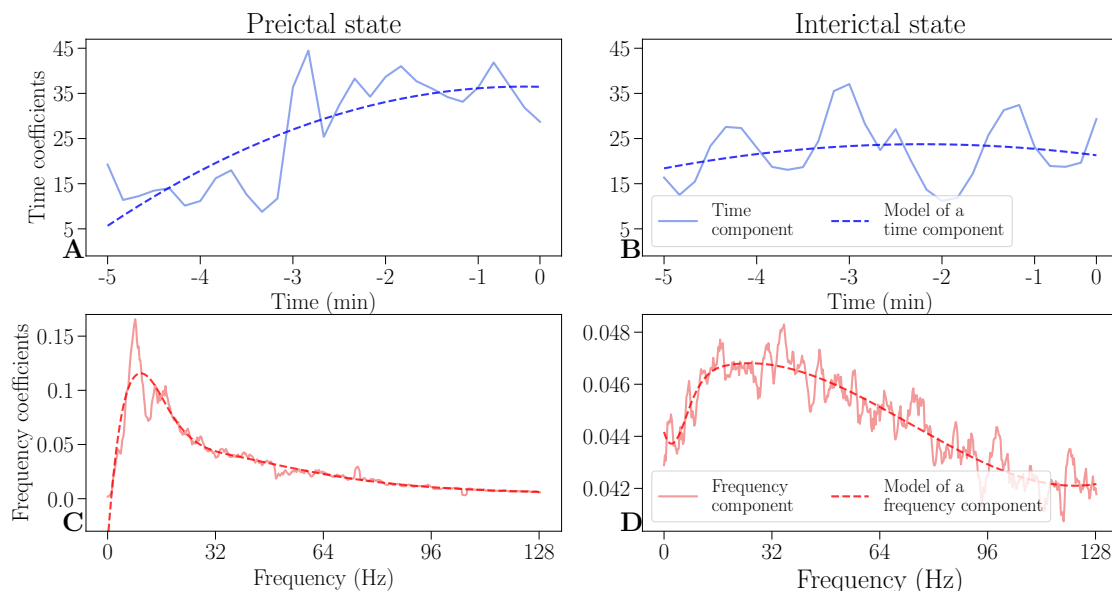 Preictal state
Interictal state
Time coefficients
45
35
25
15
5
A
-5
-4
-3
-2
-1
0
Time (min)
45
35
25
15
5
B
Time
component
Model of a
time component
-5
-4
-3
-2
-1
0
Time (min)
Frequency coefficients
0.15
0.1
0.05
0.0
C
0
32
64
96
128
Frequency (Hz)
0.048
0.046
0.044
0.042
D
Frequency
component
Model of a
frequency component
0
32
64
96
128
Frequency (Hz)